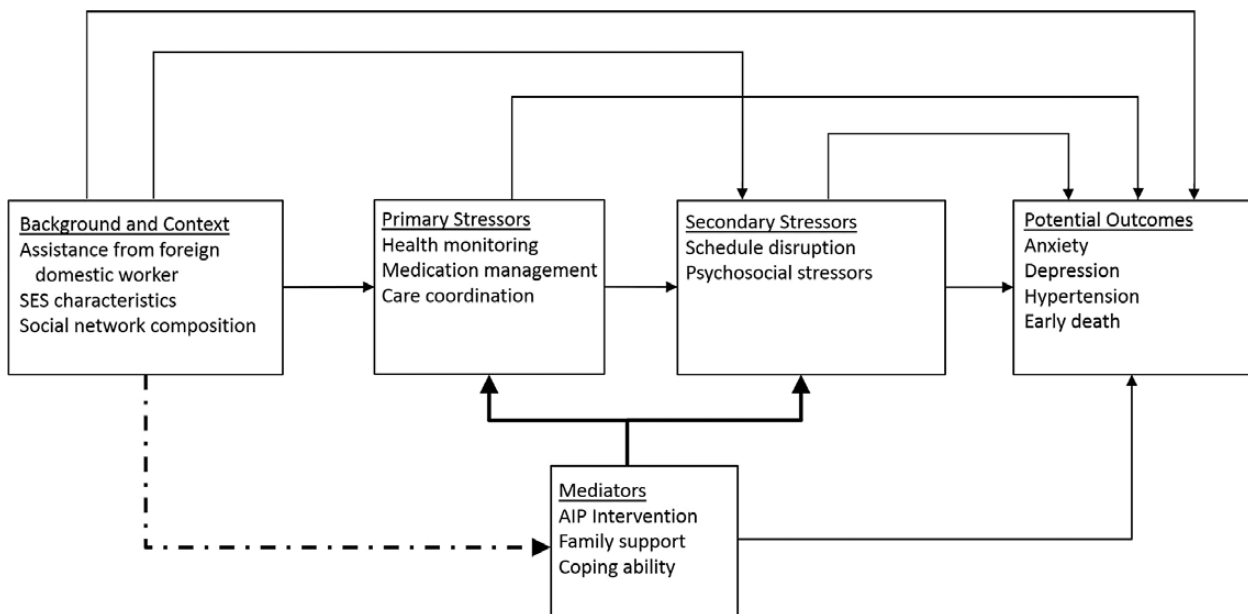 Background and Context
Assistance from foreign
domestic worker
SES characteristics
Social network composition
Primary Stressors
Health monitoring
Medication management
Care coordination
Secondary Stressors
Schedule disruption
Psychosocial stressors
Potential Outcomes
Anxiety
Depression
Hypertension
Early death
Mediators
AIP Intervention
Family support
Coping ability